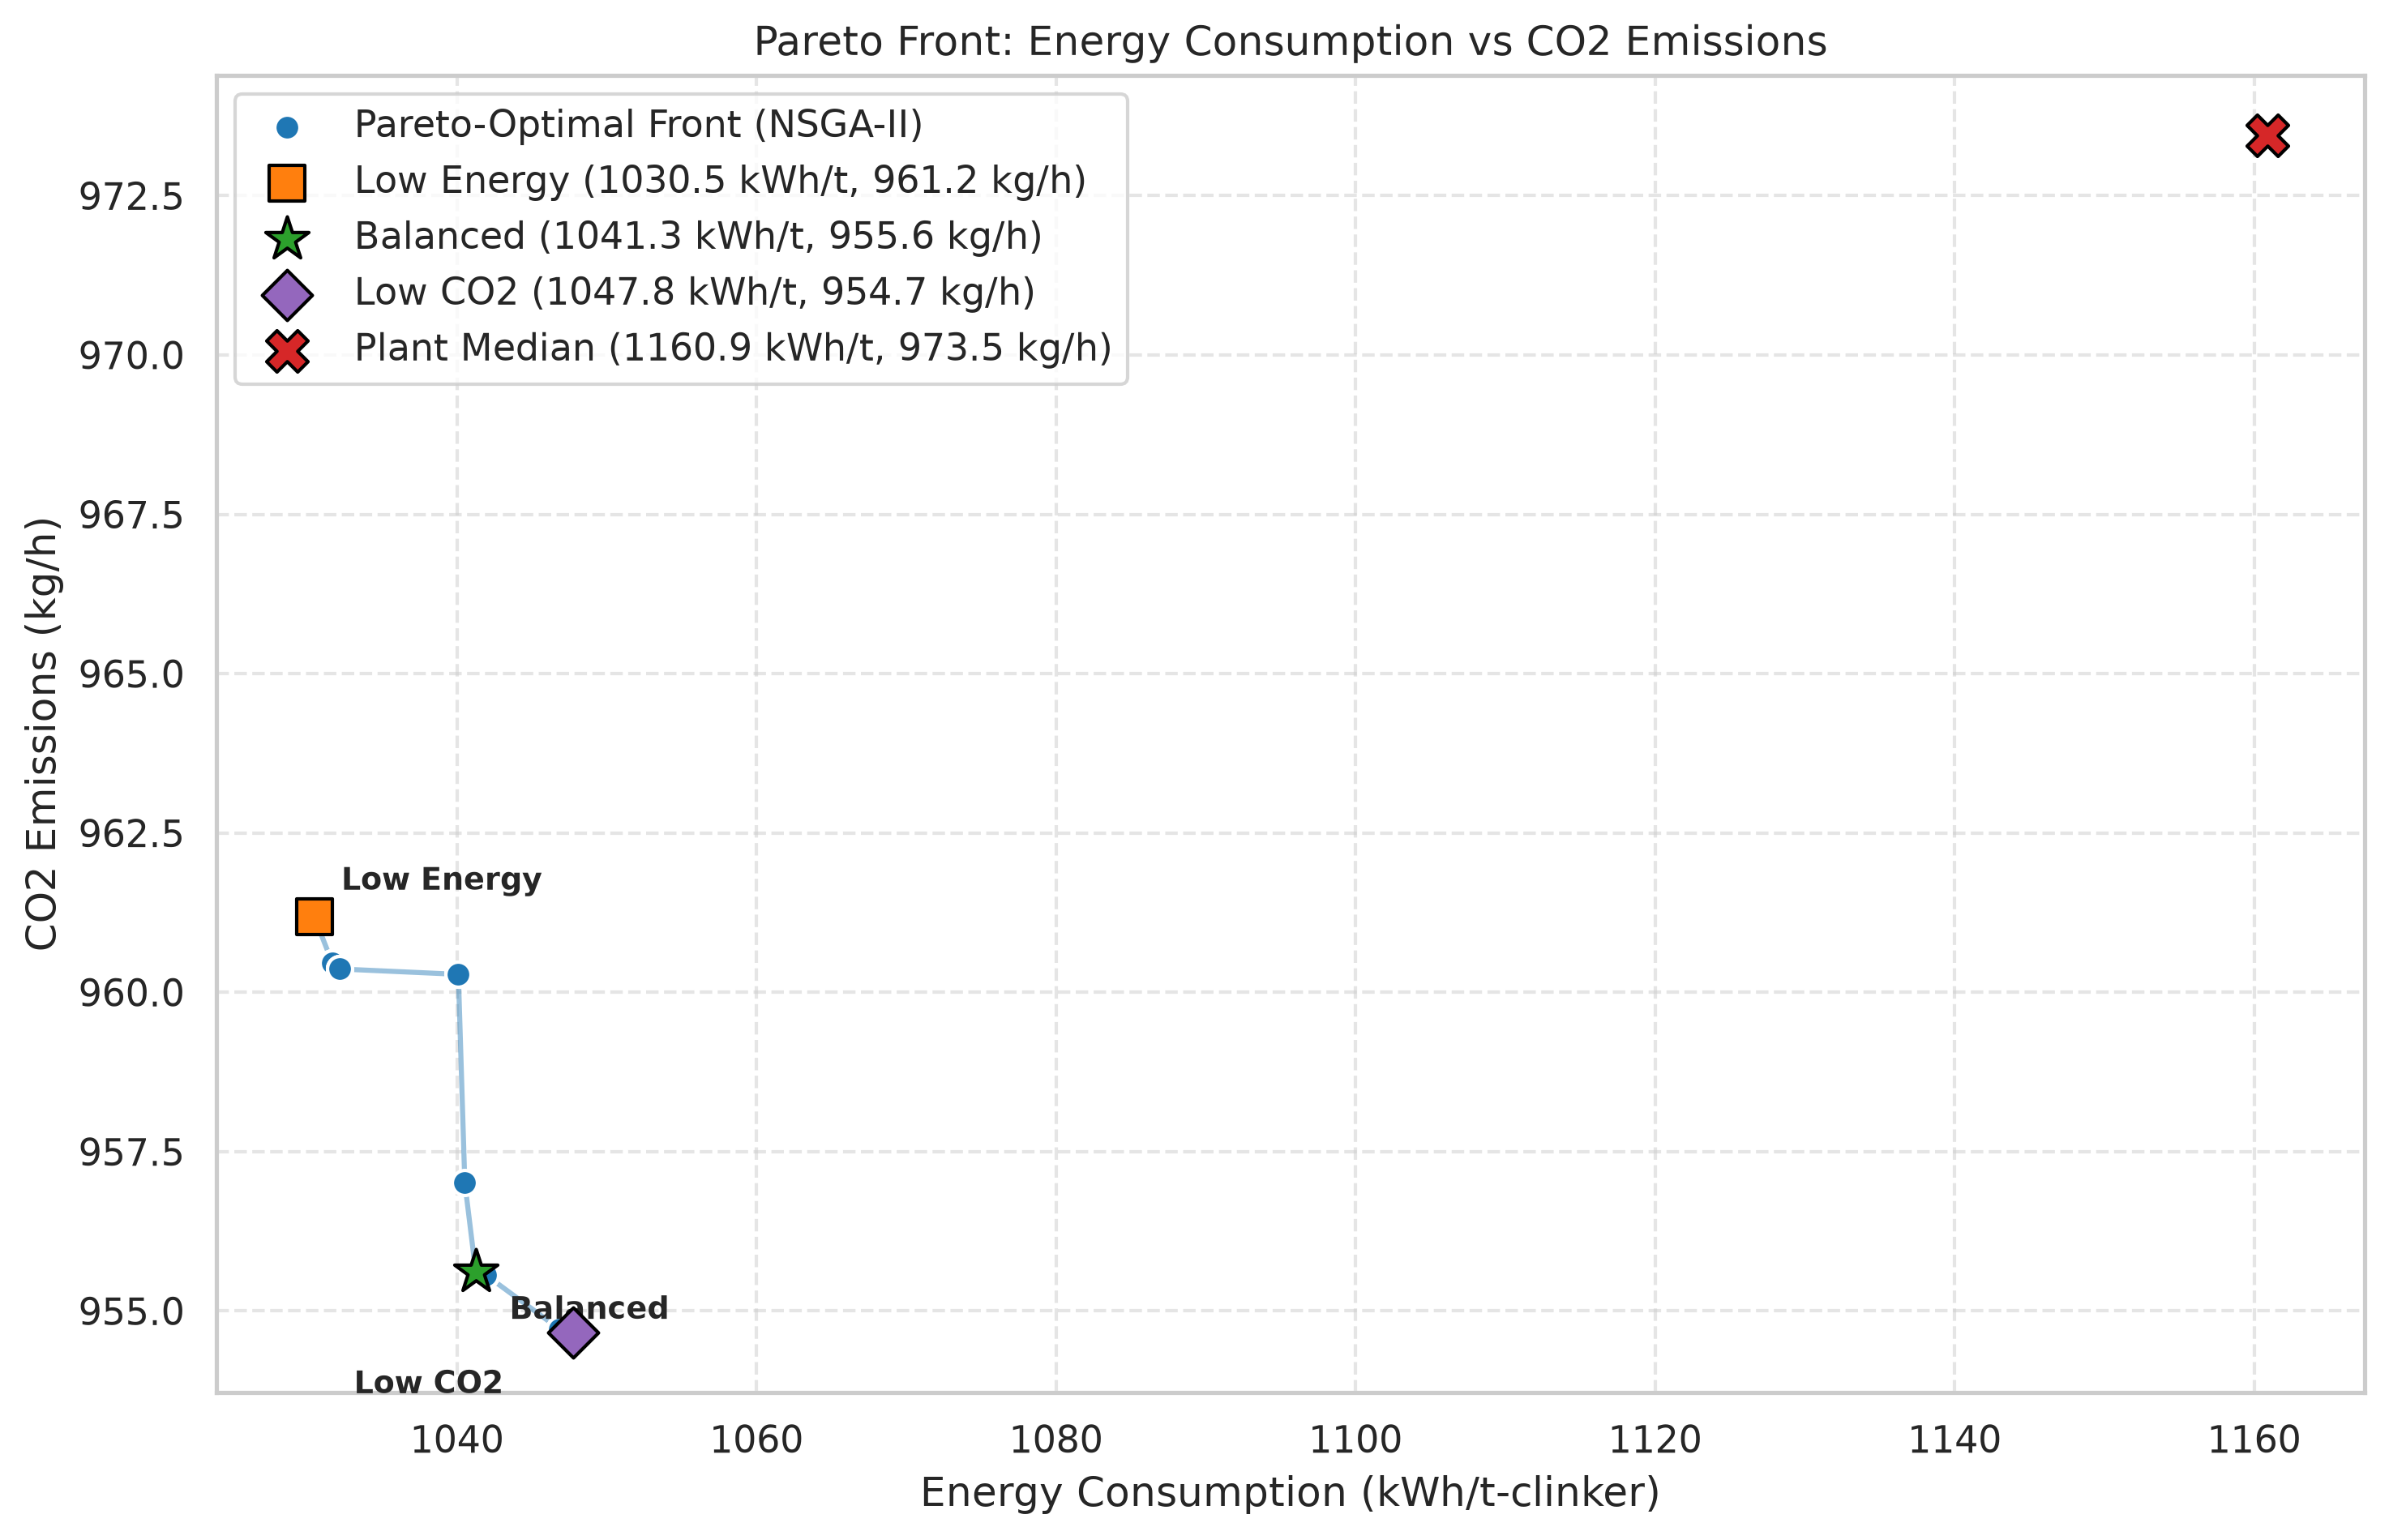 Pareto Front: Energy Consumption vs CO2 Emissions
Pareto-Optimal Front (NSGA-II)
Low Energy (1030.5 kWh/t, 961.2 kg/h)
Balanced (1041.3 kWh/t, 955.6 kg/h)
Low CO2 (1047.8 kWh/t, 954.7 kg/h)
Plant Median (1160.9 kWh/t, 973.5 kg/h)
CO2 Emissions (kg/h)
972.5
970.0
967.5
965.0
962.5
960.0
957.5
955.0
Low Energy
Balanced
Low CO2
1040
1060
1080
1100
1120
1140
1160
Energy Consumption (kWh/t-clinker)